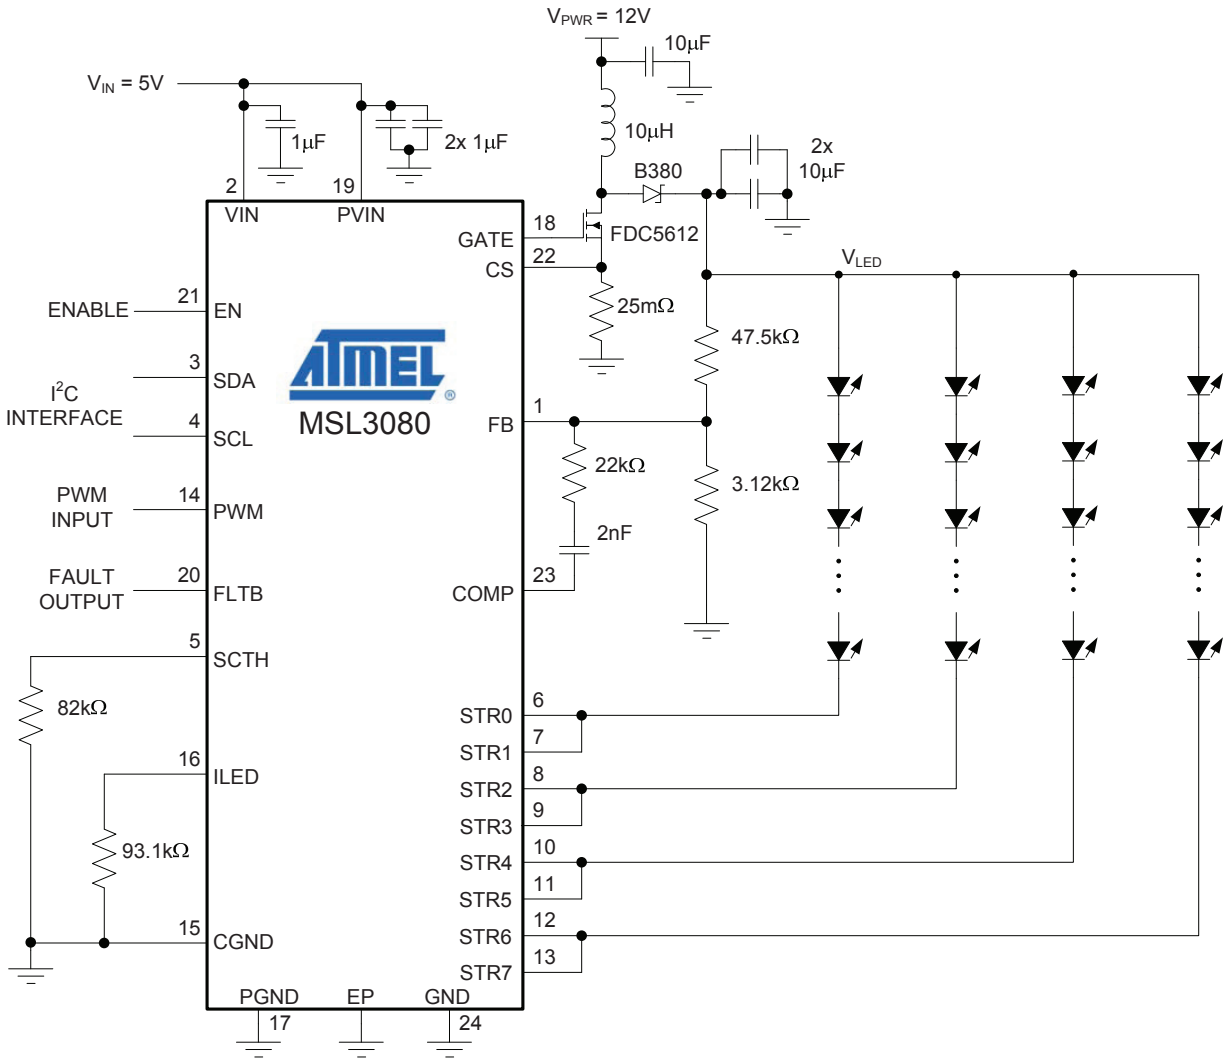 V_PWR = 12V
10μF
V_IN = 5V
1μF
2x 1μF
10μH
2x
10μF
B380
2
19
VIN
PVIN
18
GATE
FDC5612
22
CS
V_LED
25mΩ
47.5kΩ
ENABLE
21
EN
ATMEL
®
MSL3080
3
SDA
I²C
INTERFACE
4
SCL
1
FB
22kΩ
3.12kΩ
PWM
INPUT
14
PWM
2nF
FAULT
OUTPUT
20
FLTB
23
COMP
5
SCTH
82kΩ
6
STR0
7
STR1
16
ILED
8
STR2
9
STR3
93.1kΩ
10
STR4
11
STR5
15
CGND
12
STR6
13
STR7
PGND
EP
GND
17
24